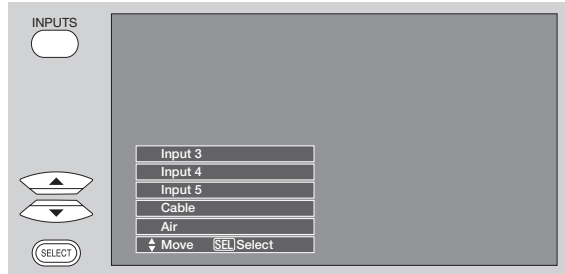 INPUTS
Input 3
Input 4
Input 5
Cable
Air
Move SEL Select
SELECT